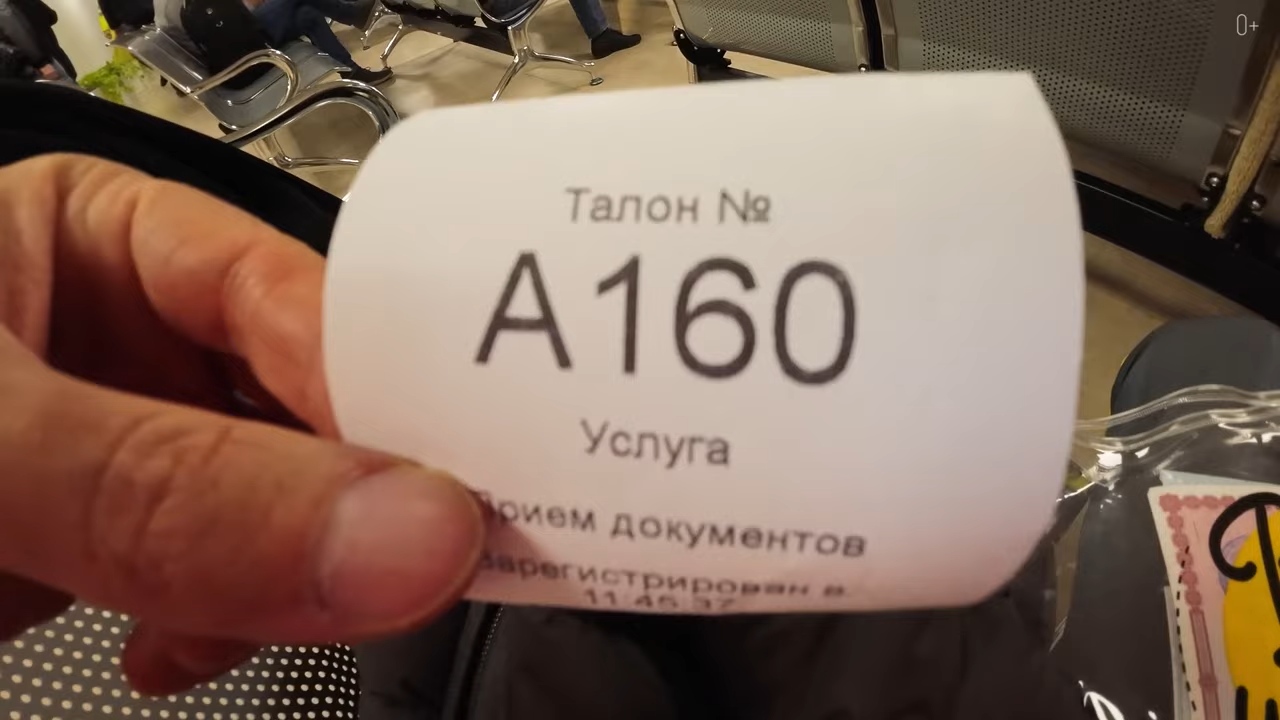 0+
Талон №
А160
Услуга
Прием документов
Зарегистрирован в
11:45:37